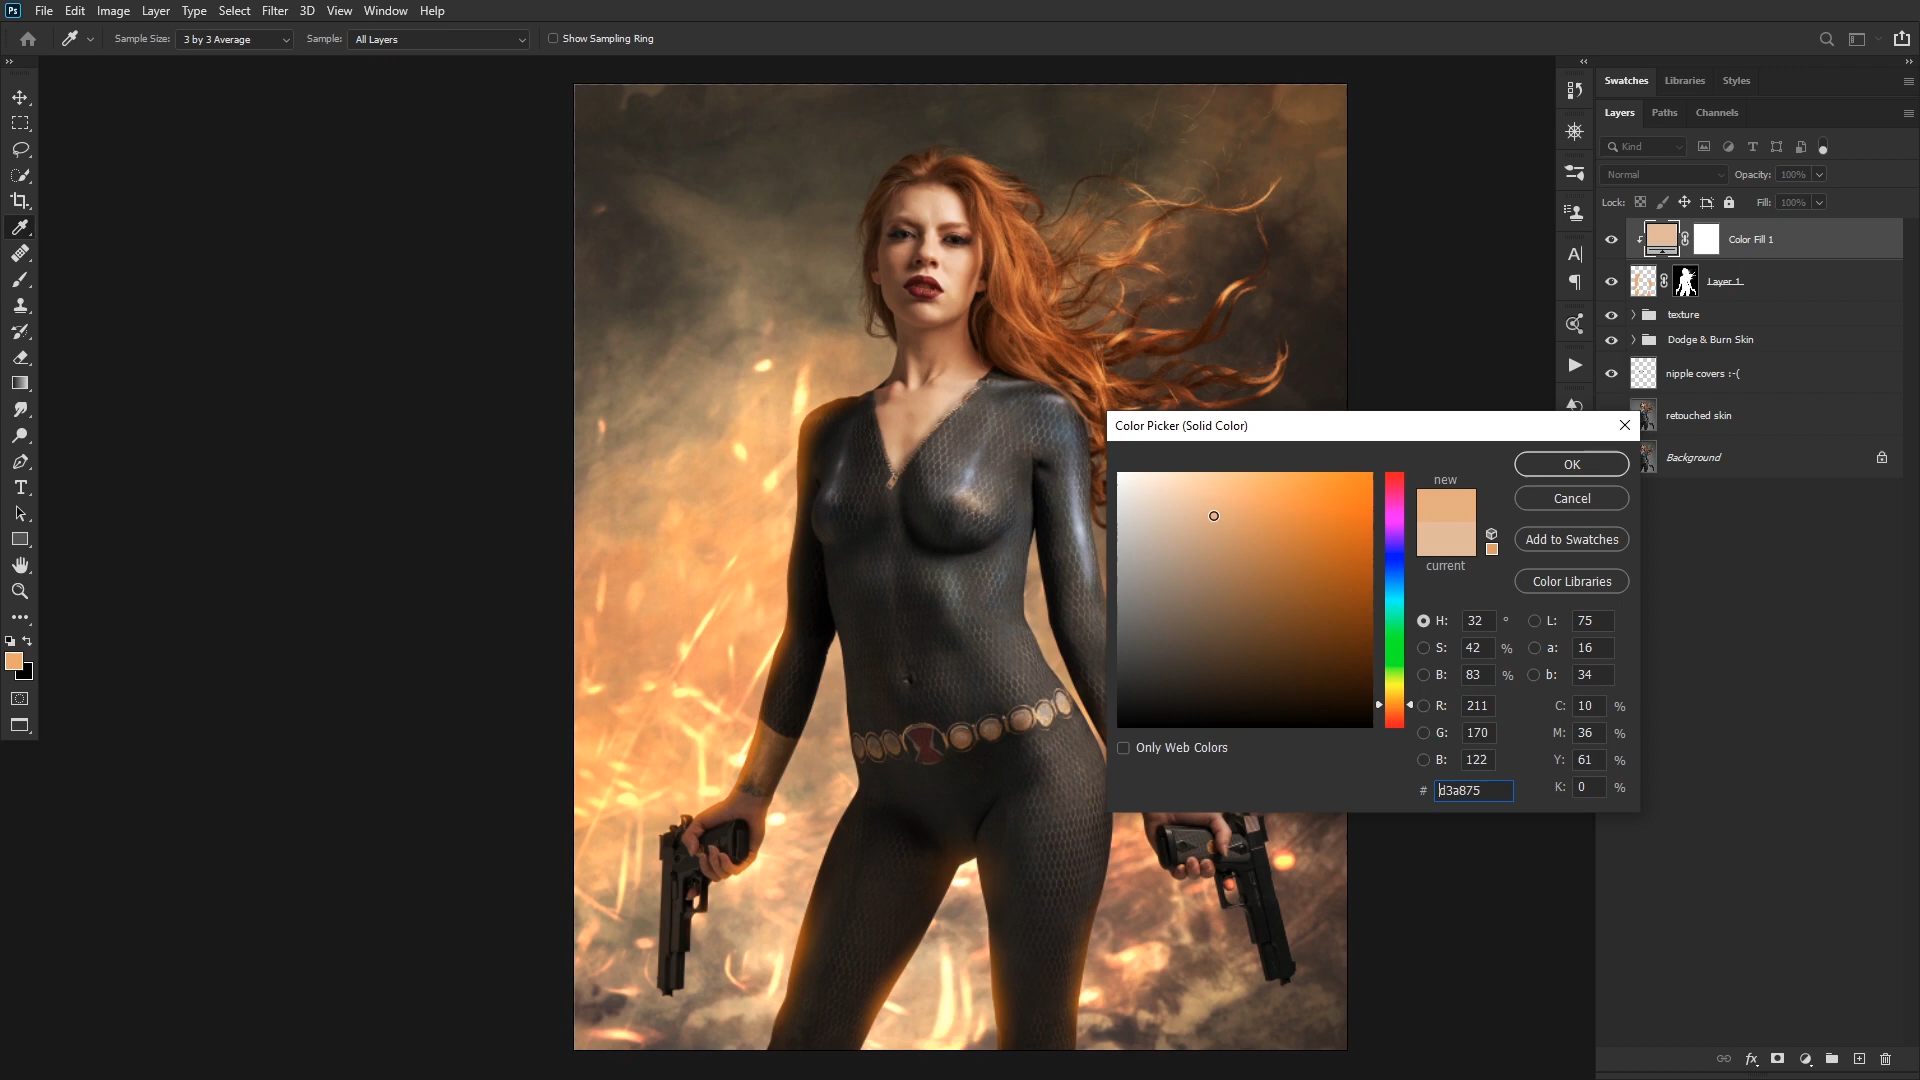 Ps File Edit Image Layer Type Select Filter 3D View Window Help
Sample Size: 3 by 3 Average Sample: All Layers Show Sampling Ring
Swatches Libraries Styles
Layers Paths Channels
Kind
Normal Opacity: 100%
Lock: Fill: 100%
Color Fill 1
Layer 1
texture
Dodge & Burn Skin
nipple covers :-(
retouched skin
Background
Color Picker (Solid Color)
new
OK
Cancel
Add to Swatches
current
Color Libraries
H: 32 ° L: 75
S: 42 % a: 16
B: 83 % b: 34
R: 211 C: 10 %
G: 170 M: 36 %
Only Web Colors
B: 122 Y: 61 %
# d3a875 K: 0 %